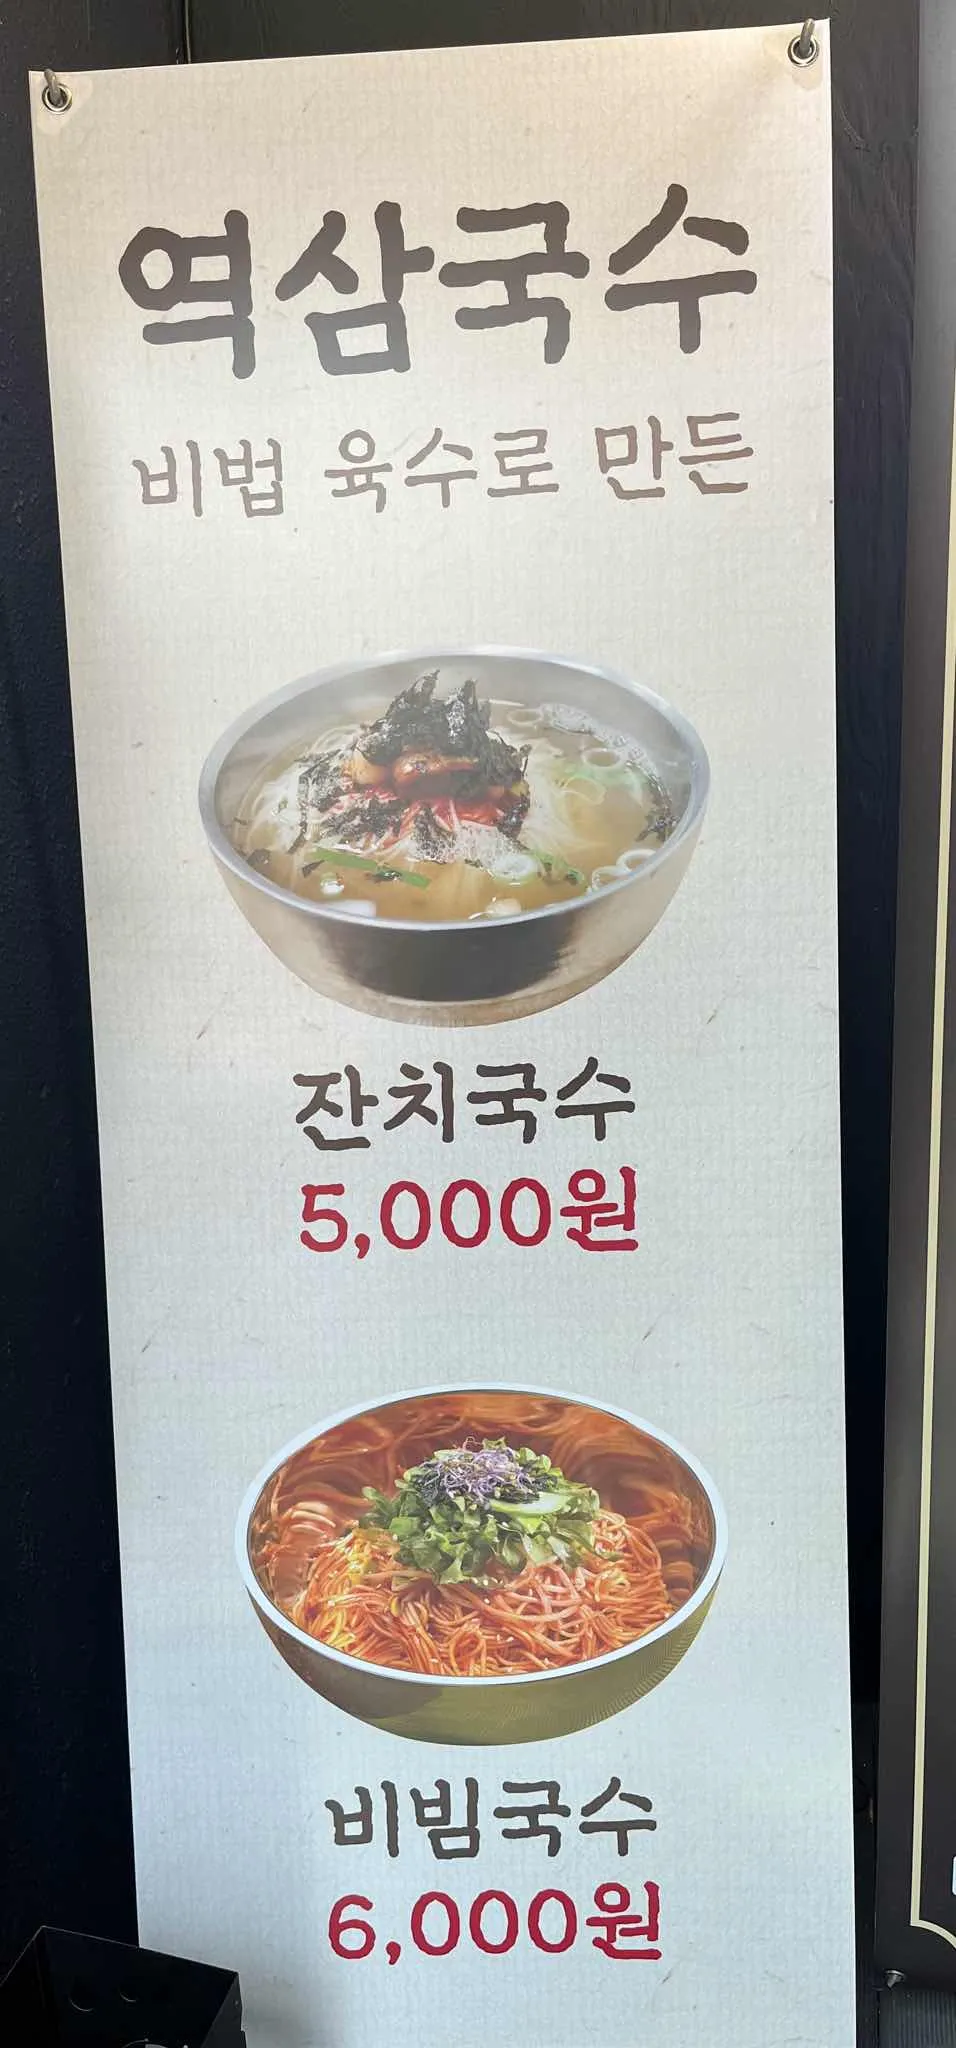 역삼국수
비법 육수로 만든
잔치국수
5,000원
비빔국수
6,000원